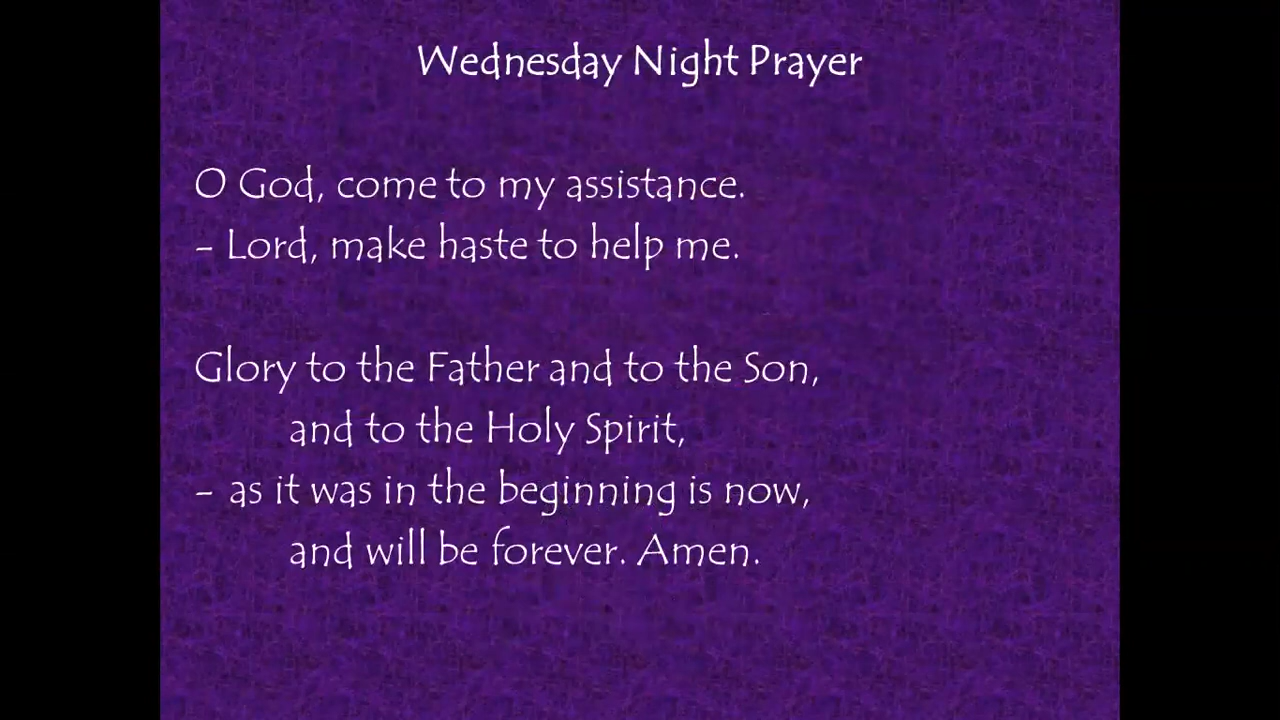 Wednesday Night Prayer
O God, come to my assistance.
- Lord, make haste to help me.
Glory to the Father and to the Son,
and to the Holy Spirit,
- as it was in the beginning is now,
and will be forever. Amen.